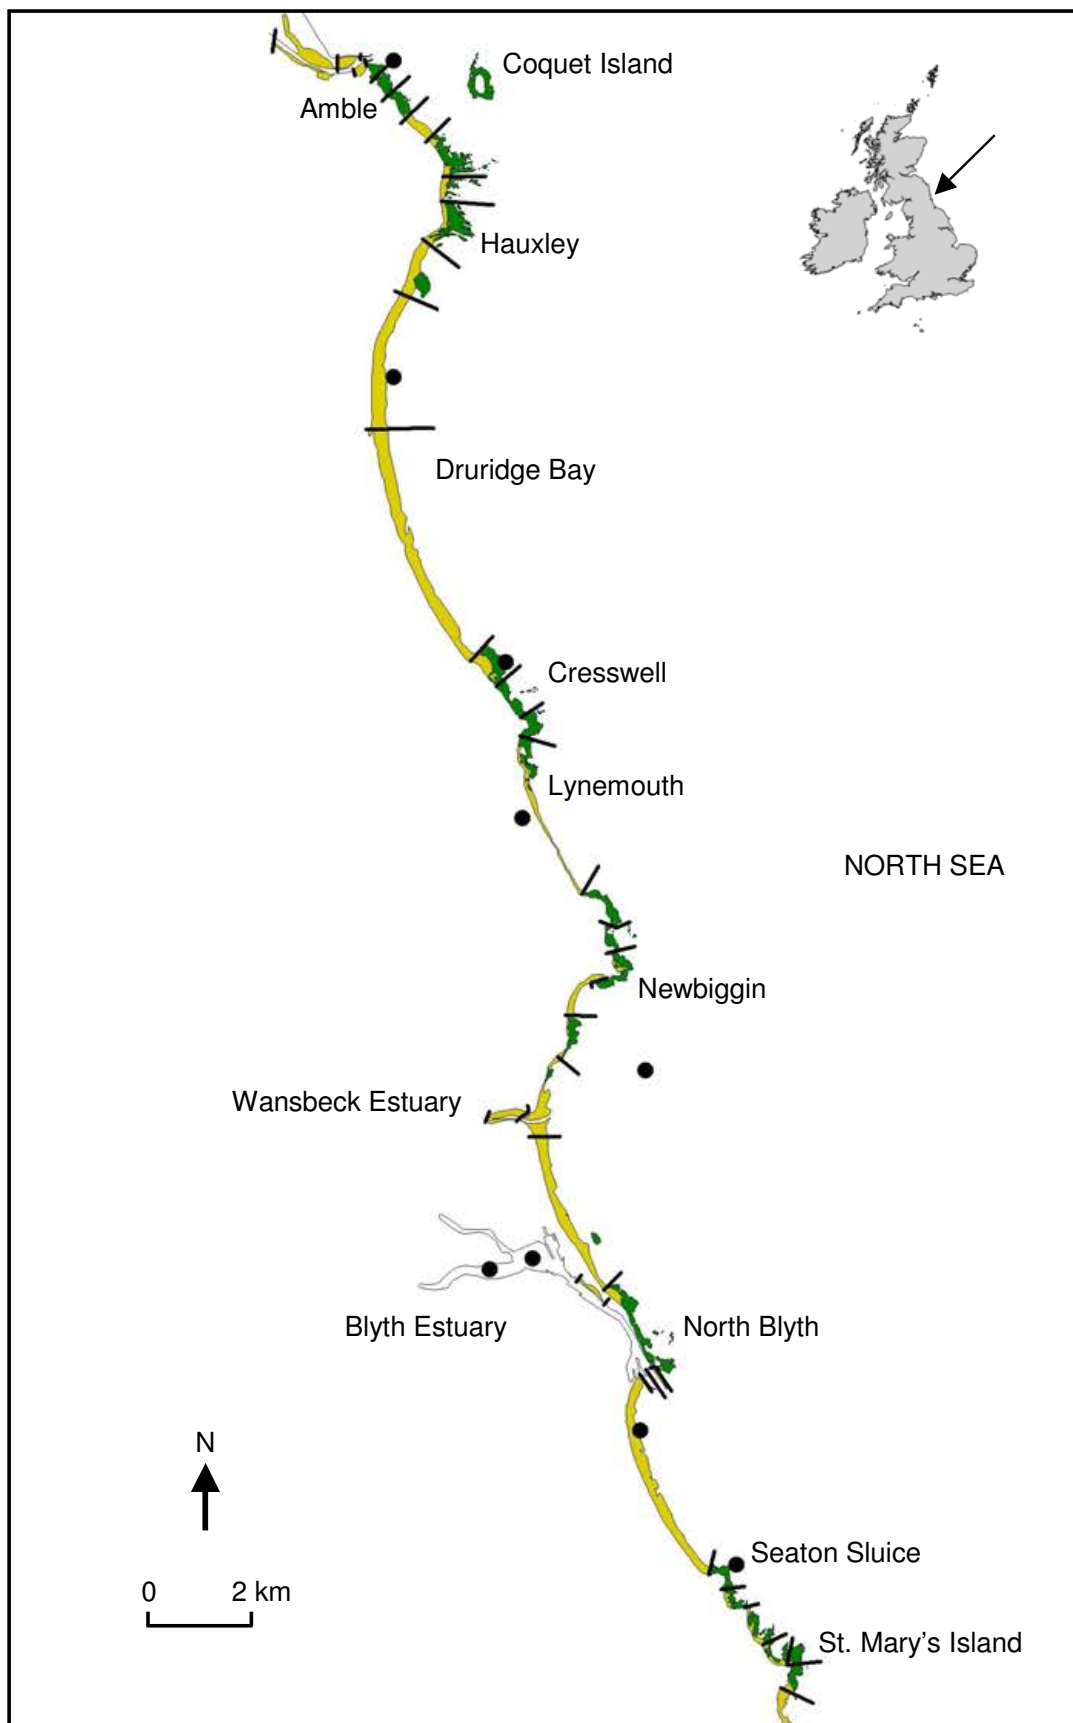 Coquet Island
Amble
Hauxley
Druridge Bay
Cresswell
Lynemouth
NORTH SEA
Newbiggin
Wansbeck Estuary
Blyth Estuary
North Blyth
N
Seaton Sluice
0 2 km
St. Mary’s Island